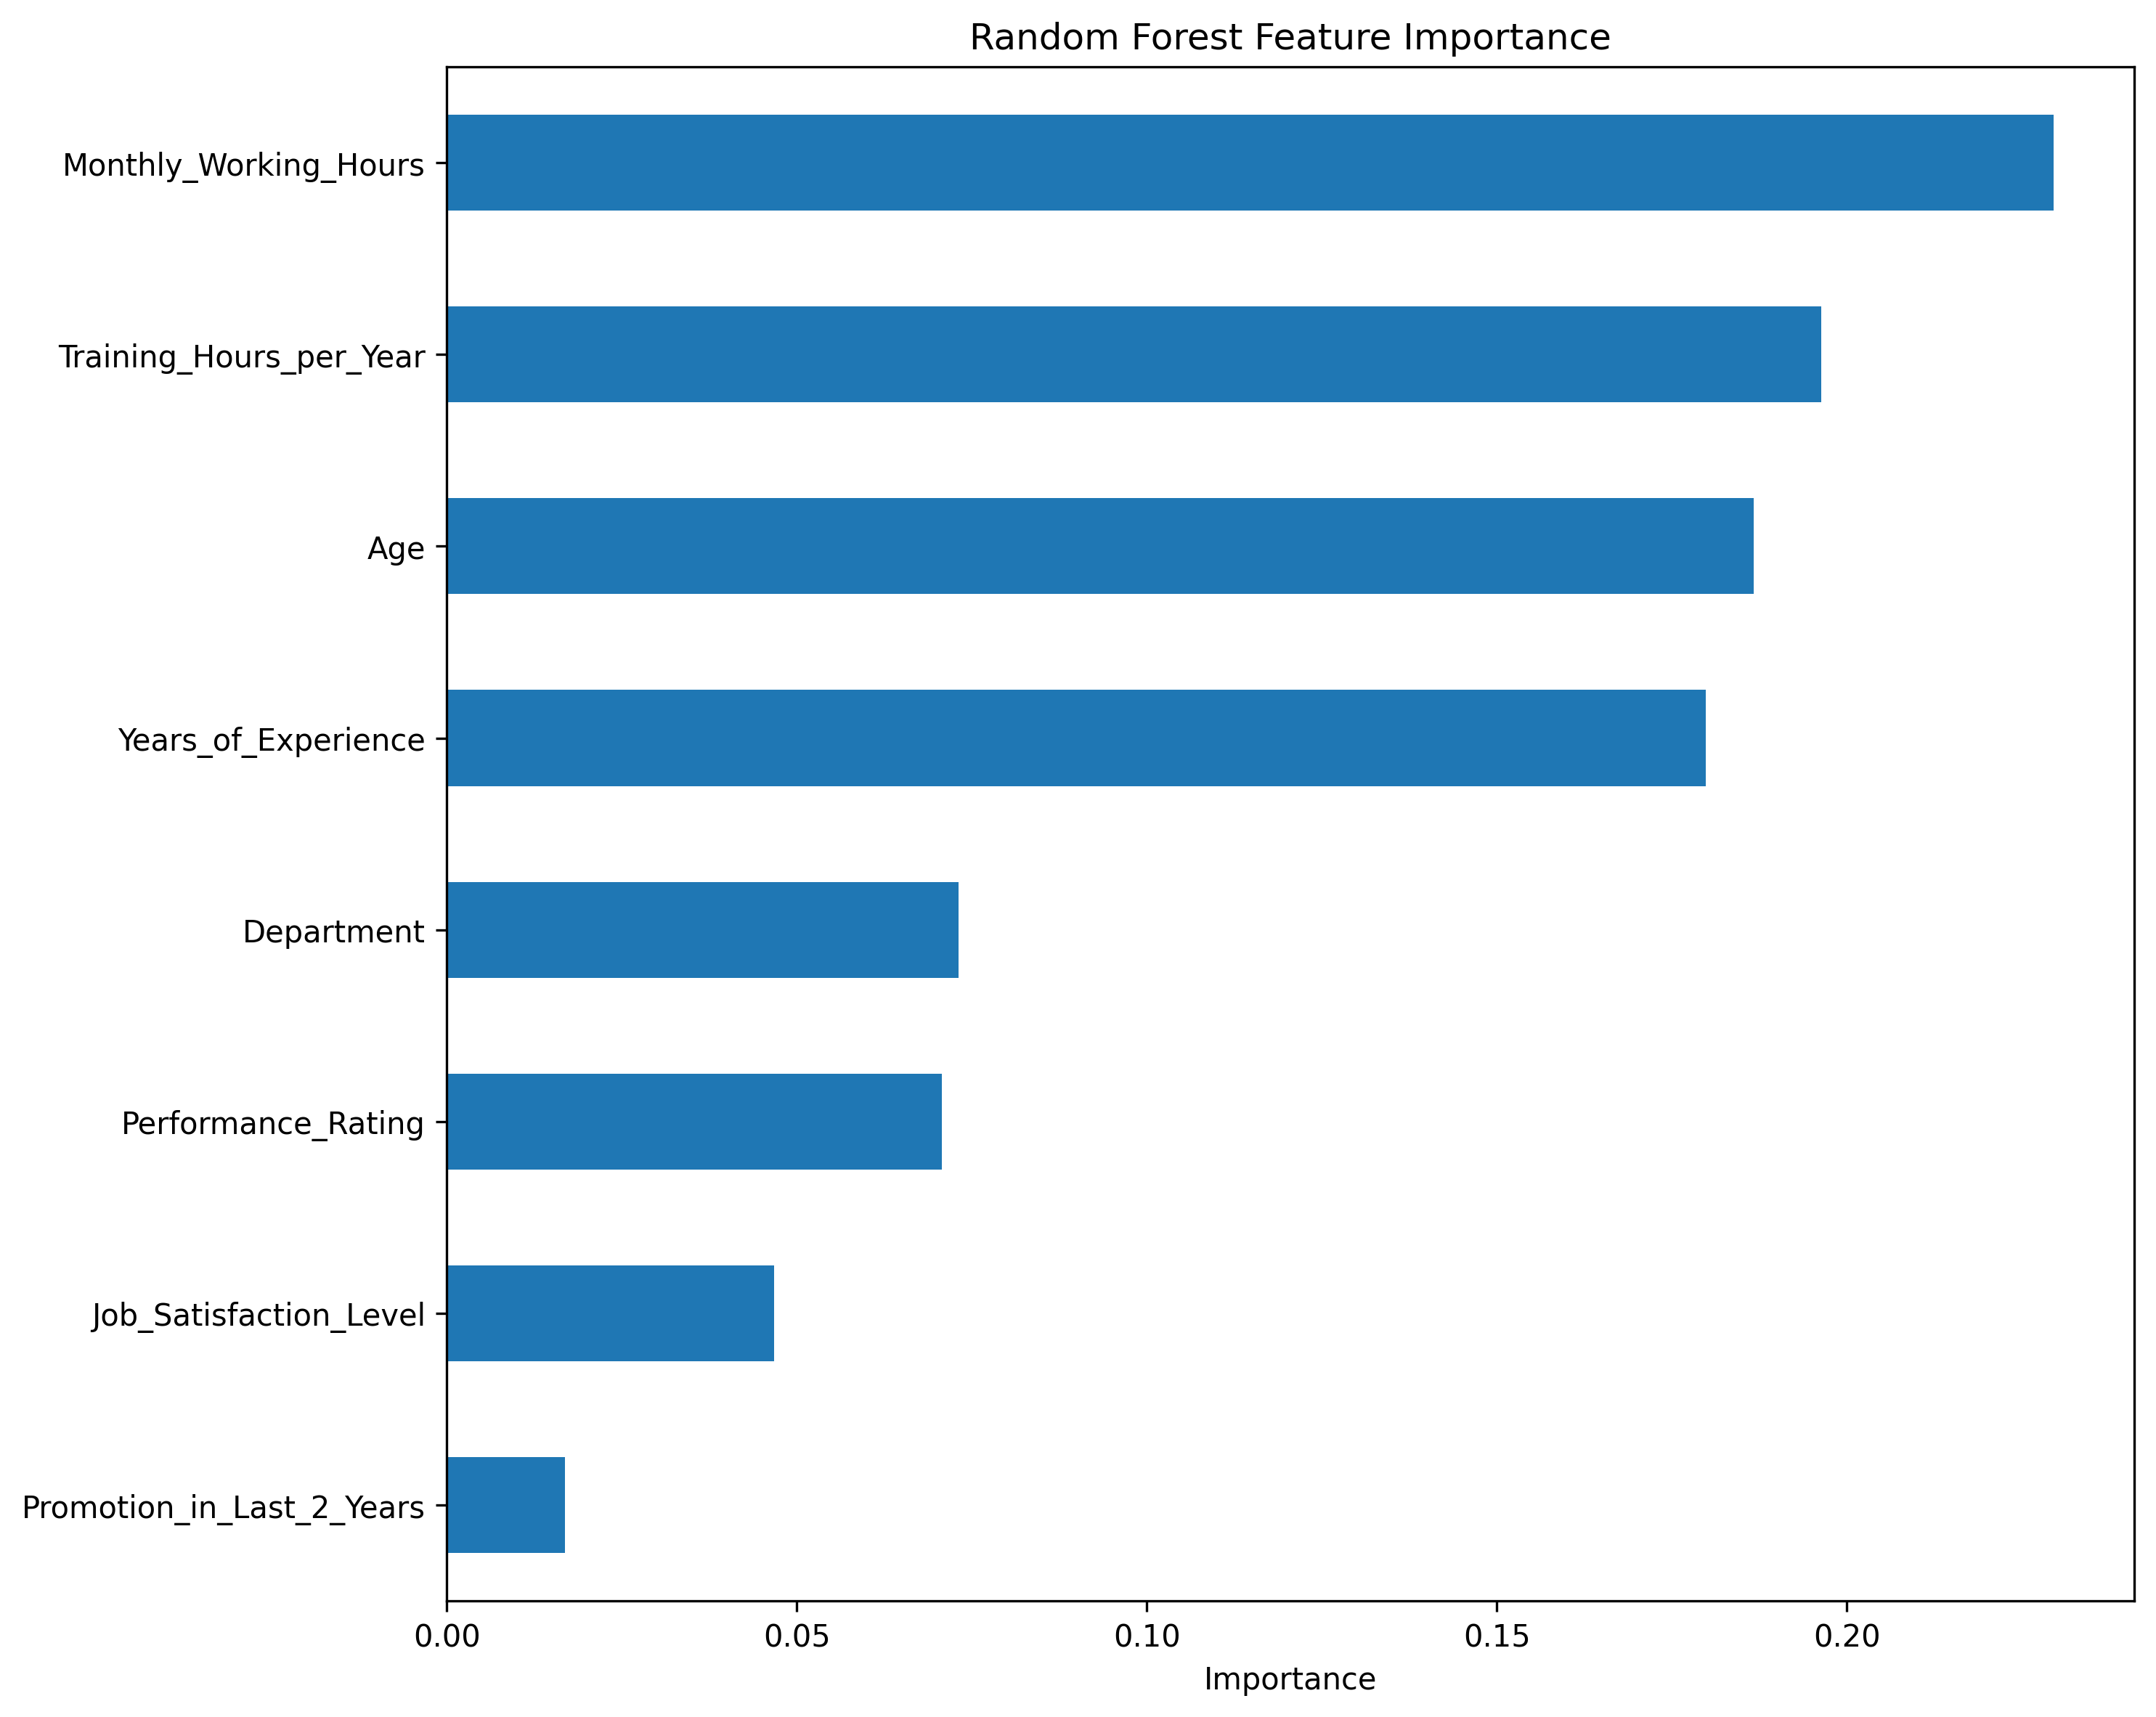 Random Forest Feature Importance
Monthly_Working_Hours
Training_Hours_per_Year
Age
Years_of_Experience
Department
Performance_Rating
Job_Satisfaction_Level
Promotion_in_Last_2_Years
0.00 0.05 0.10 0.15 0.20
Importance